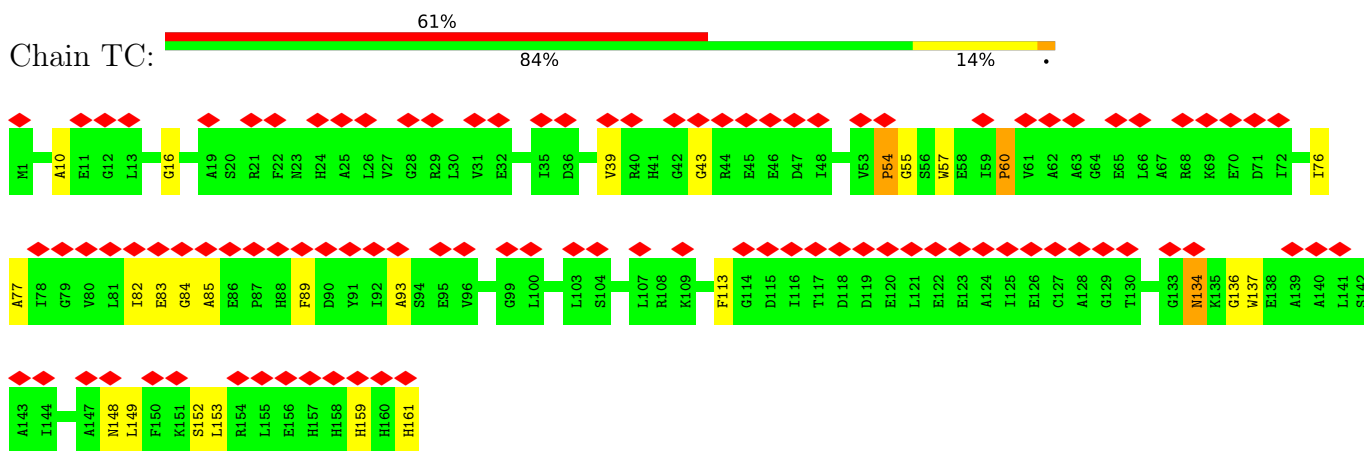 61%
Chain TC:
84% 14% •
M1 A10 E11 G12 L13 G16 A19 S20 R21 F22 N23 H24 A25 L26 V27 G28 R29 L30 V31 E32 I35 D36 V39 R40 H41 G42 G43 R44 E45 E46 D47 I48 V53 P54 G55 S56 W57 E58 I59 P60 V61 A62 A63 G64 E65 L66 A67 R68 K69 E70 D71 I72 I76
A77 I78 G79 V80 L81 I82 E83 G84 A85 E86 P87 H88 F89 D90 Y91 I92 A93 S94 E95 V96 G99 L100 L103 S104 L107 R108 K109 F113 G114 D115 I116 T117 D118 D119 E120 L121 E122 E123 A124 I125 E126 C127 A128 G129 T130 G133 N134 K135 G136 W137 E138 A139 A140 L141 S142
A143 I144 A147 N148 L149 F150 K151 S152 L153 R154 L155 E156 H157 H158 H159 H160 H161